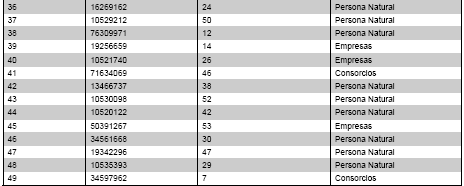 36 16269162 24 Persona Natural
37 10529212 50 Persona Natural
38 76309971 12 Persona Natural
39 19256659 14 Empresas
40 10521740 26 Empresas
41 71634069 46 Consorcios
42 13466737 38 Persona Natural
43 10530098 52 Persona Natural
44 10520122 42 Persona Natural
45 50391267 53 Empresas
46 34561668 30 Persona Natural
47 19342296 47 Persona Natural
48 10535393 29 Persona Natural
49 34597962 7 Consorcios